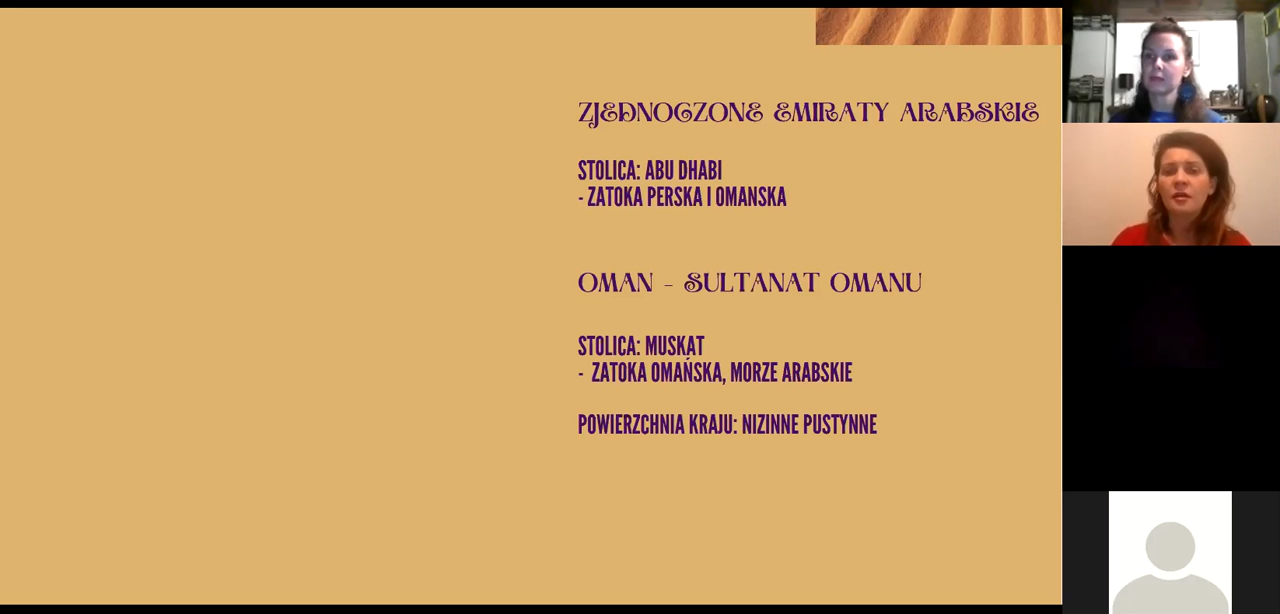 ZJEDNOCZONE EMIRATY ARABSKIE
STOLICA: ABU DHABI
- ZATOKA PERSKA I OMANSKA
OMAN - SULTANAT OMANU
STOLICA: MUSKAT
- ZATOKA OMAŃSKA, MORZE ARABSKIE
POWIERZCHNIA KRAJU: NIZINNE PUSTYNNE